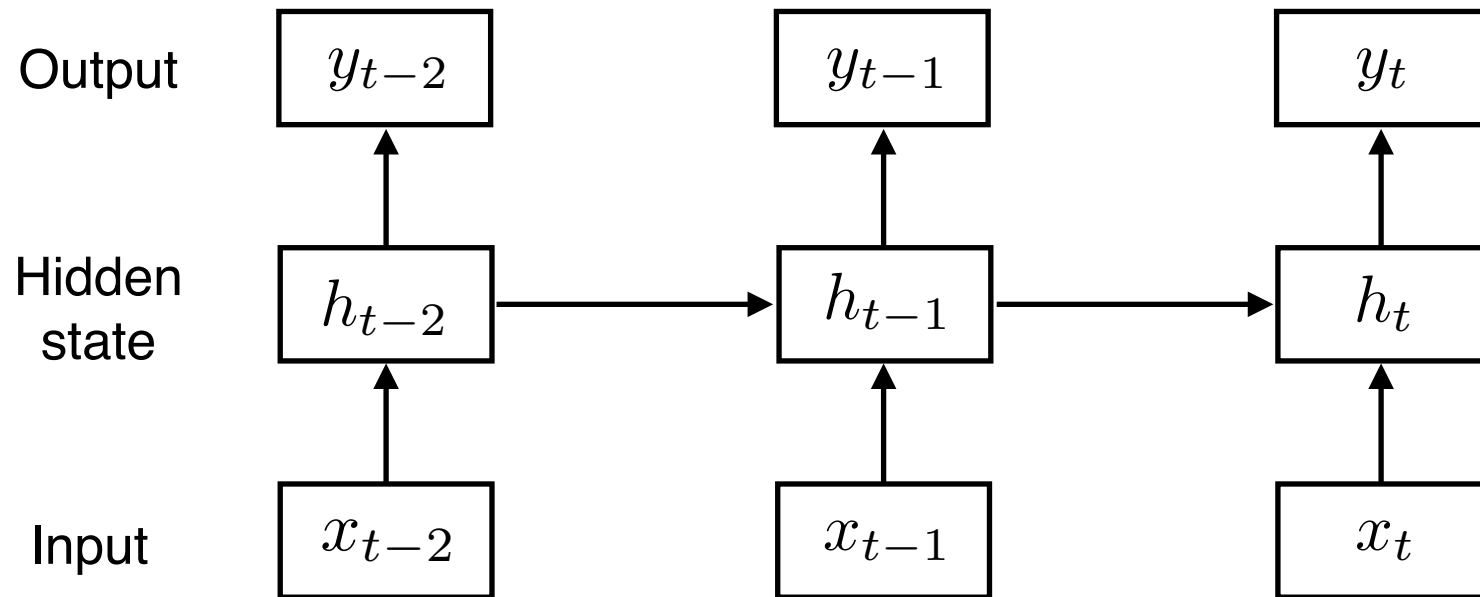 Output y_{t-2} y_{t-1} y_t
Hidden
state h_{t-2} h_{t-1} h_t
Input x_{t-2} x_{t-1} x_t